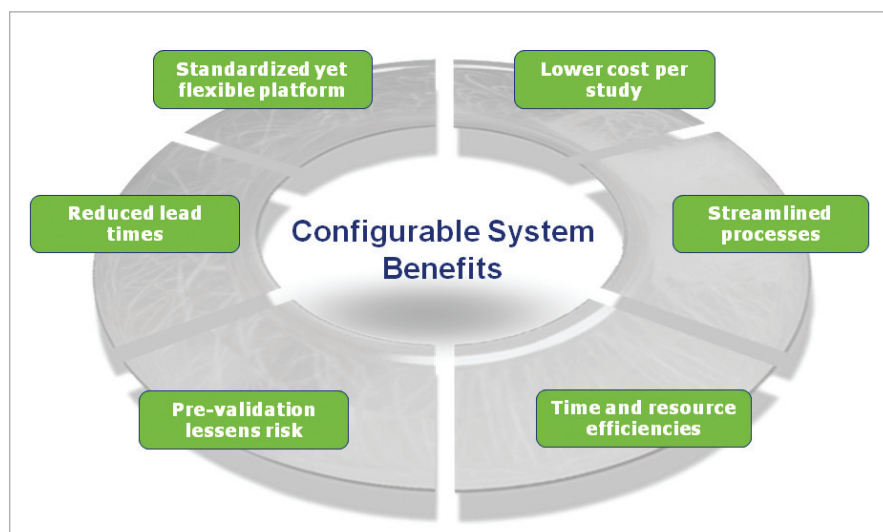 Standardized yet
flexible platform
Lower cost per
study
Reduced lead
times
Configurable System
Benefits
Streamlined
processes
Pre-validation
lessens risk
Time and resource
efficiencies